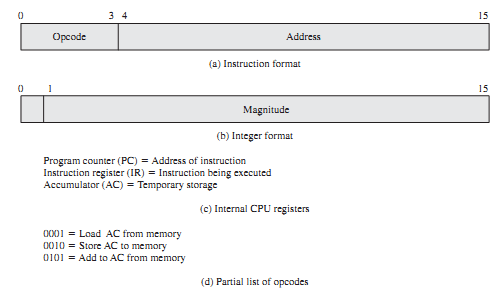 0 3 4 15
Opcode Address
(a) Instruction format
0 1 15
Magnitude
(b) Integer format
Program counter (PC) = Address of instruction
Instruction register (IR) = Instruction being executed
Accumulator (AC) = Temporary storage
(c) Internal CPU registers
0001 = Load AC from memory
0010 = Store AC to memory
0101 = Add to AC from memory
(d) Partial list of opcodes